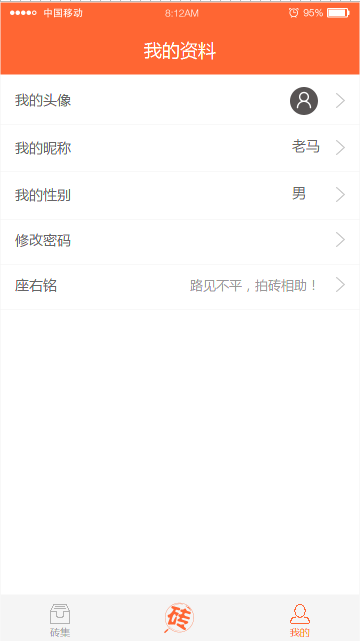 中国移动 8:12AM 95%
我的资料
我的头像
我的昵称 老马
我的性别 男
修改密码
座右铭 路见不平，拍砖相助！
砖
砖集 我的